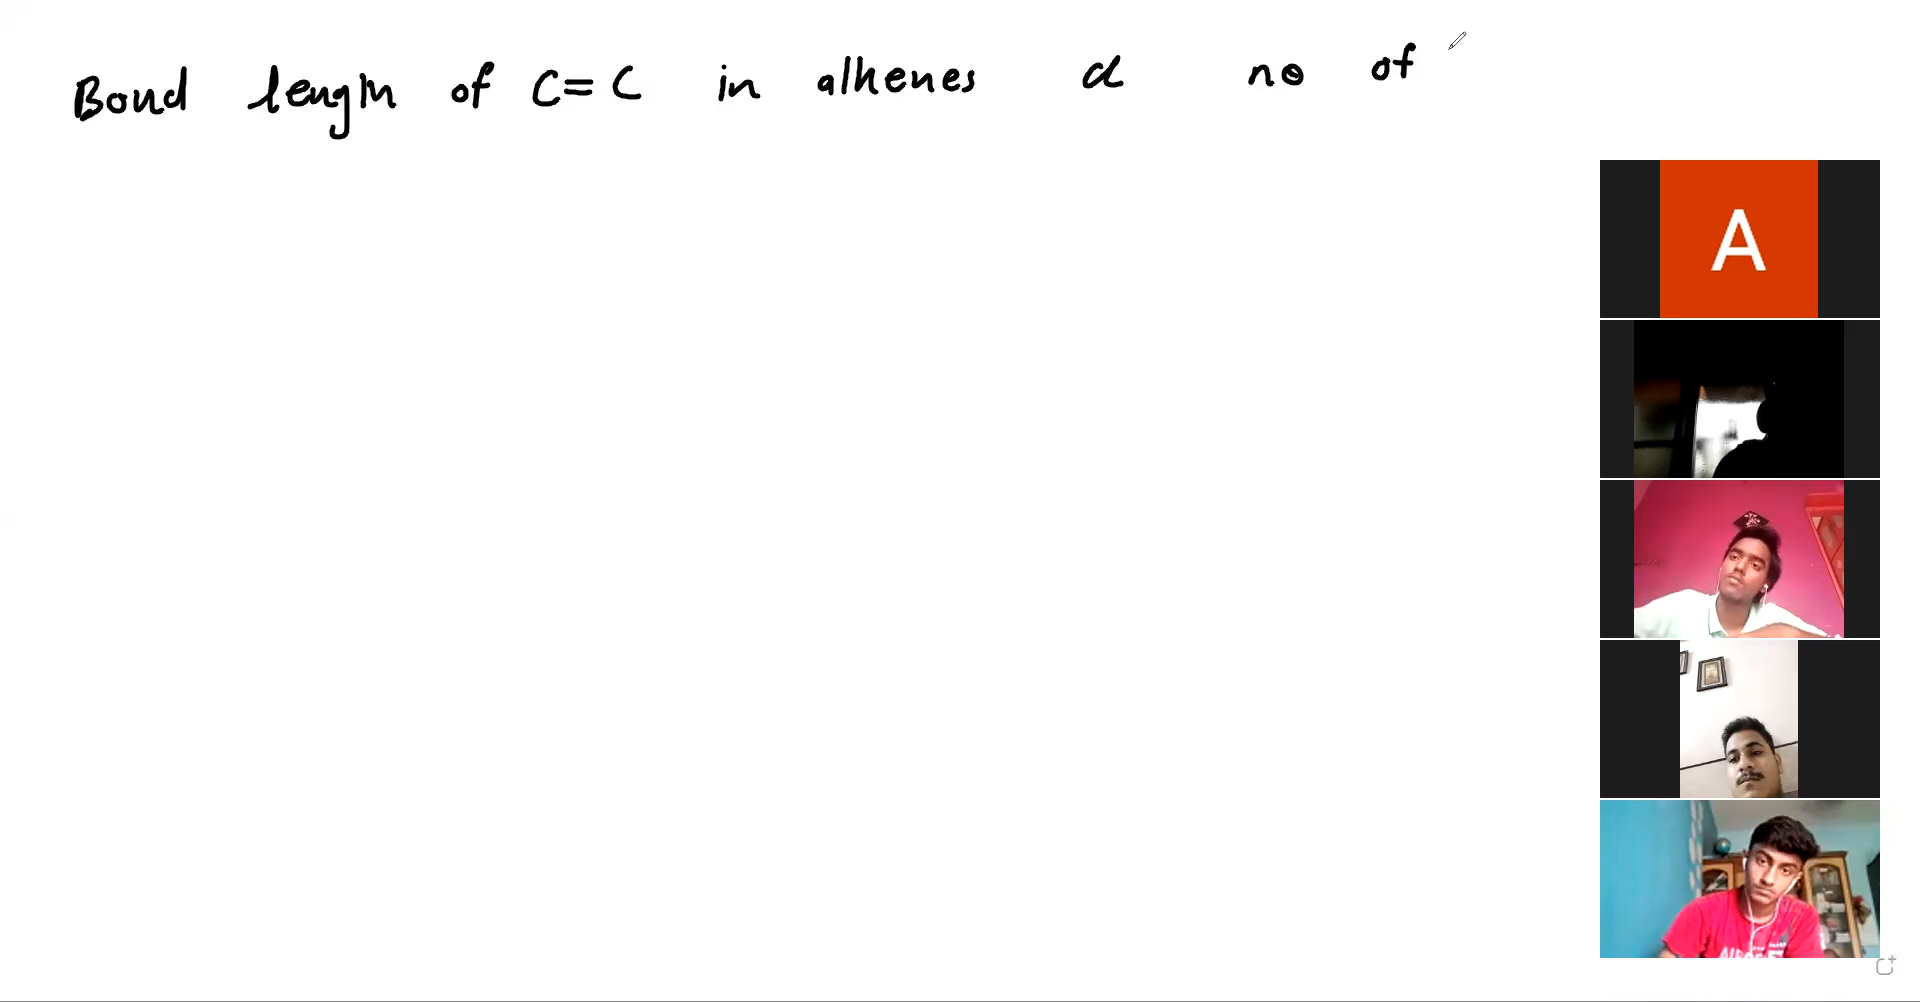 Bond length of C=C in alkenes α no of
A